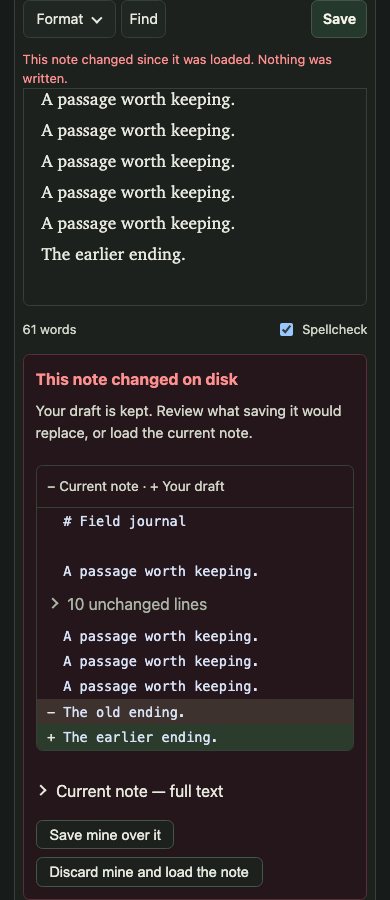 Format Find Save
This note changed since it was loaded. Nothing was
written.
A passage worth keeping.
A passage worth keeping.
A passage worth keeping.
A passage worth keeping.
A passage worth keeping.
The earlier ending.
61 words Spellcheck
This note changed on disk
Your draft is kept. Review what saving it would
replace, or load the current note.
– Current note · + Your draft
# Field journal
A passage worth keeping.
10 unchanged lines
A passage worth keeping.
A passage worth keeping.
A passage worth keeping.
– The old ending.
+ The earlier ending.
Current note — full text
Save mine over it
Discard mine and load the note